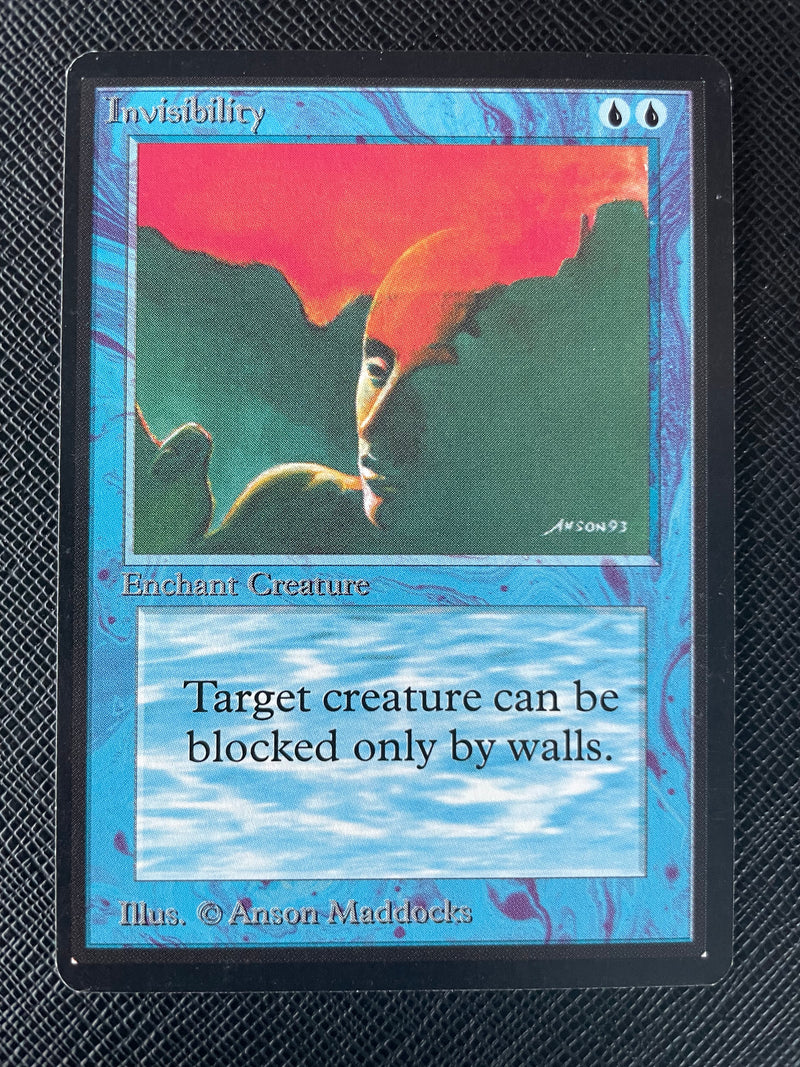 Invisibility
ANSON93
Enchant Creature
Target creature can be
blocked only by walls.
Illus. © Anson Maddocks